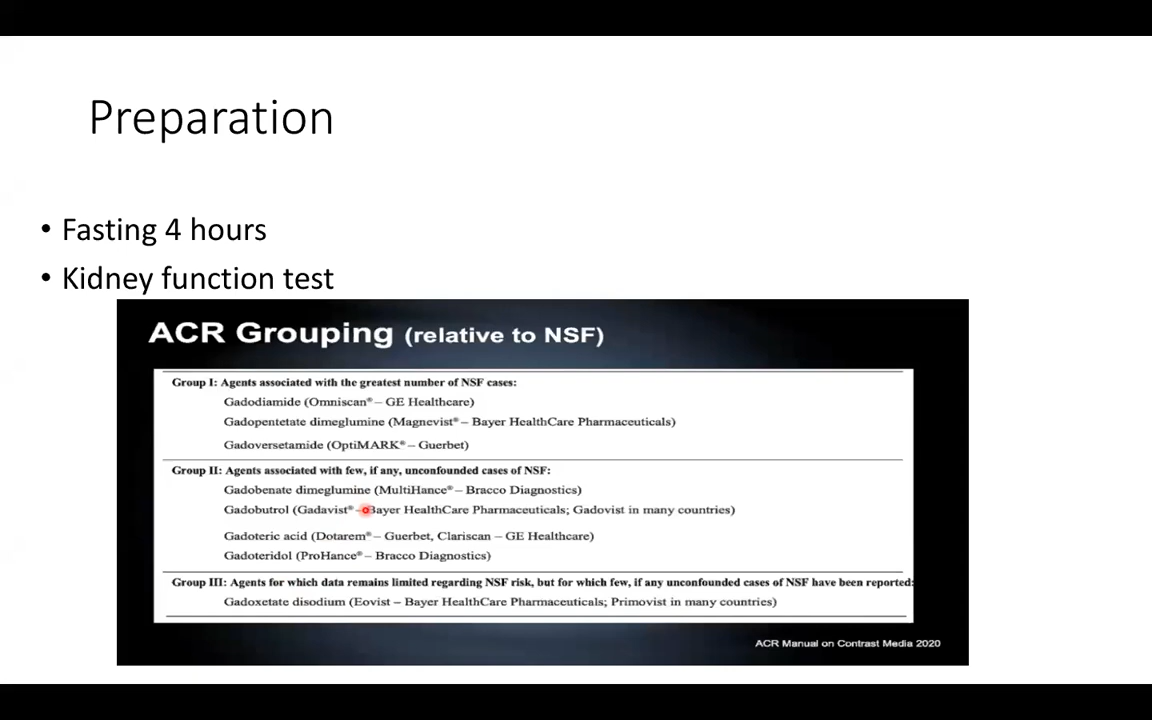 Preparation
• Fasting 4 hours
• Kidney function test
ACR Grouping (relative to NSF)
Group I: Agents associated with the greatest number of NSF cases:
Gadodiamide (Omniscan® – GE Healthcare)
Gadopentetate dimeglumine (Magnevist® – Bayer HealthCare Pharmaceuticals)
Gadoversetamide (OptiMARK® – Guerbet)
Group II: Agents associated with few, if any, unconfounded cases of NSF:
Gadobenate dimeglumine (MultiHance® – Bracco Diagnostics)
Gadobutrol (Gadavist® – Bayer HealthCare Pharmaceuticals; Gadovist in many countries)
Gadoteric acid (Dotarem® – Guerbet, Clariscan – GE Healthcare)
Gadoteridol (ProHance® – Bracco Diagnostics)
Group III: Agents for which data remains limited regarding NSF risk, but for which few, if any unconfounded cases of NSF have been reported:
Gadoxetate disodium (Eovist – Bayer HealthCare Pharmaceuticals; Primovist in many countries)
ACR Manual on Contrast Media 2020